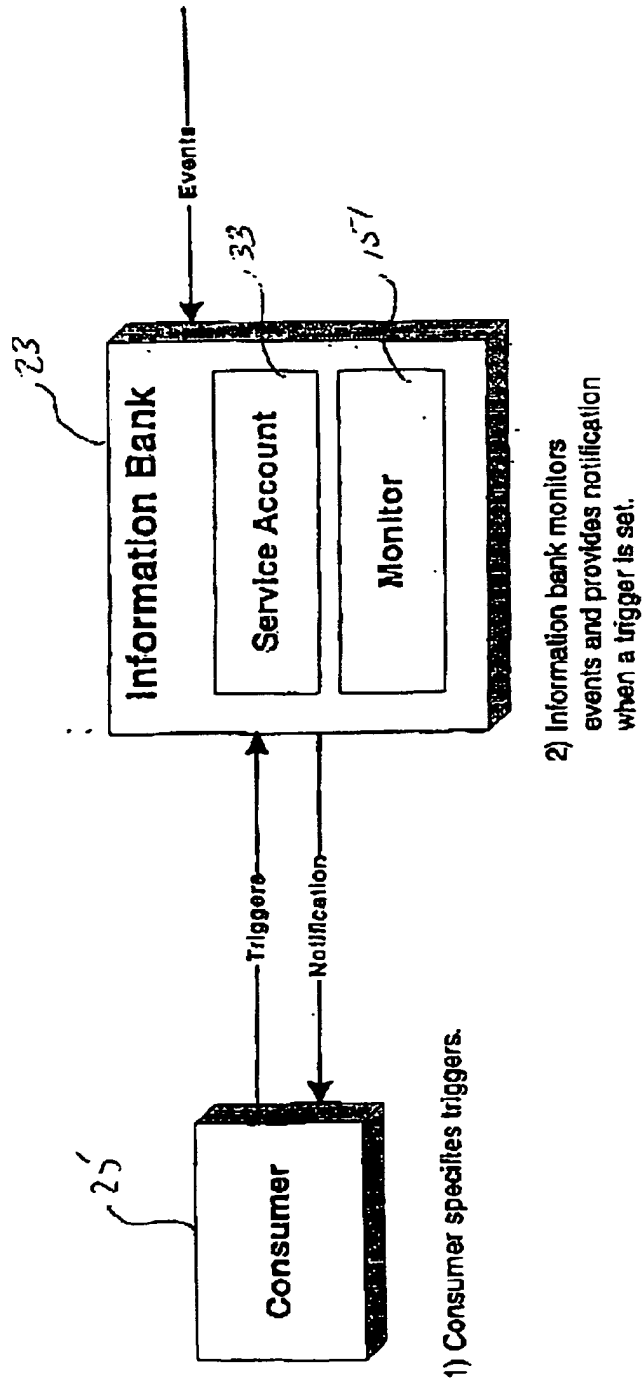 23
Information Bank
Events
Service Account
33
Monitor
151
Triggers
Notification
25
Consumer
1) Consumer specifies triggers.
2) Information bank monitors
events and provides notification
when a trigger is set.